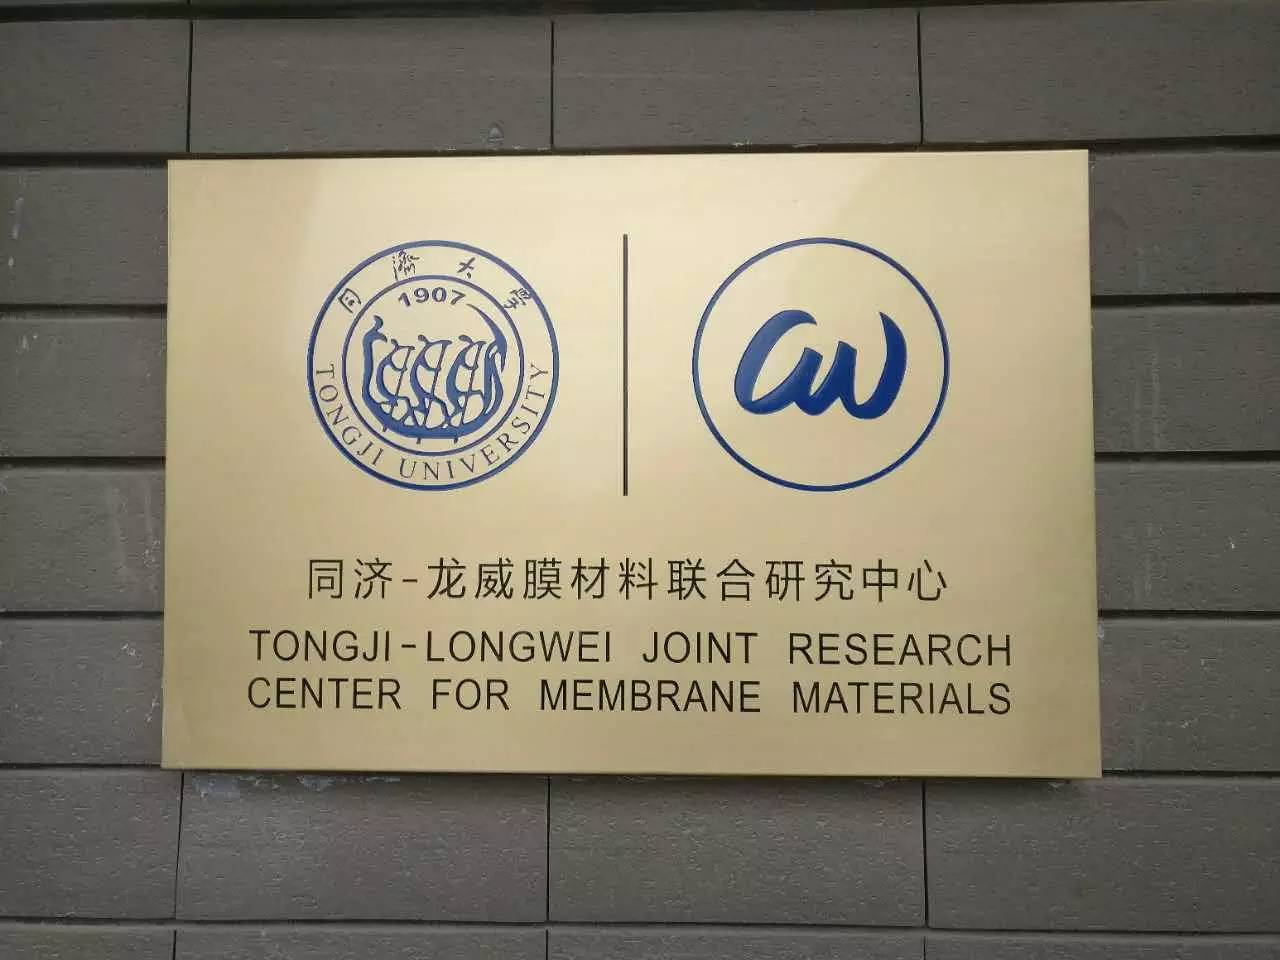 同濟大學
1907
TONGJI UNIVERSITY
同济-龙威膜材料联合研究中心
TONGJI-LONGWEI JOINT RESEARCH
CENTER FOR MEMBRANE MATERIALS